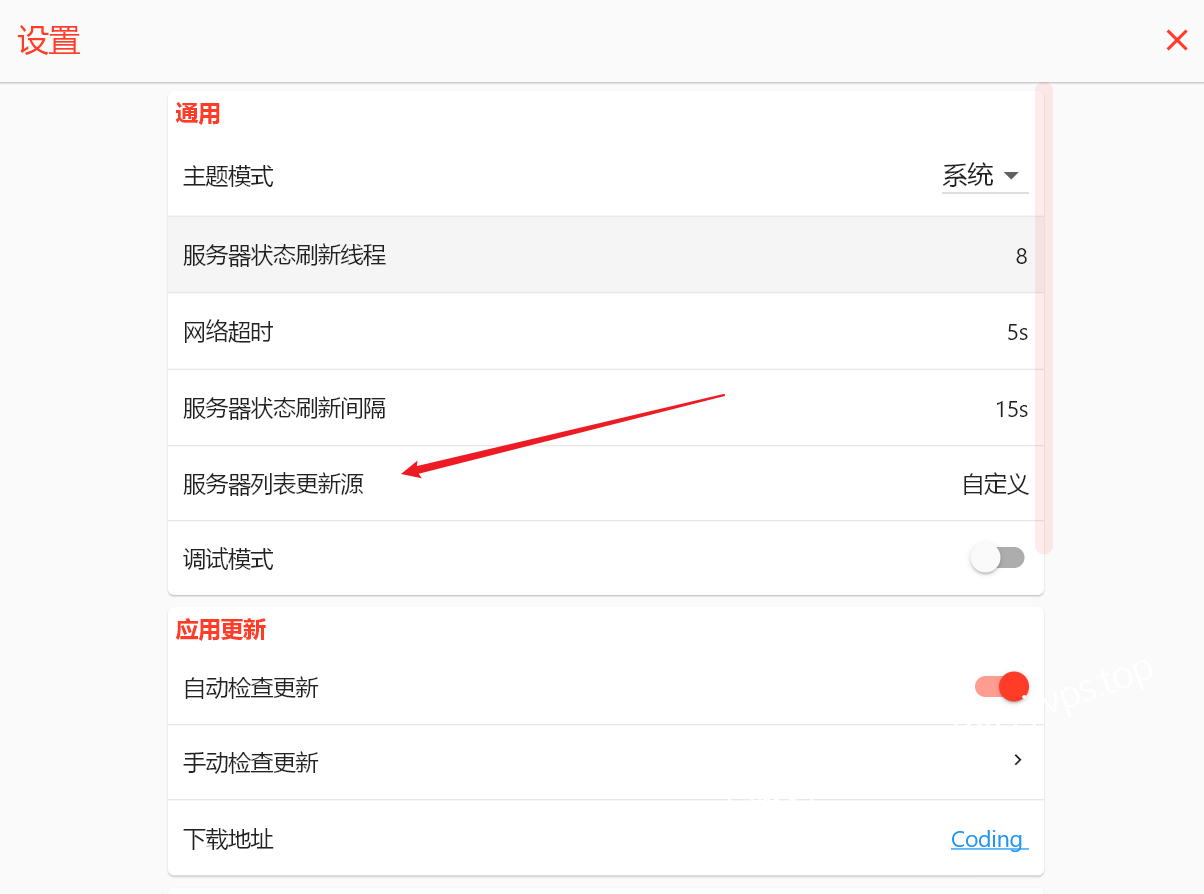 设置
通用
主题模式
系统
服务器状态刷新线程
8
网络超时
5s
服务器状态刷新间隔
15s
服务器列表更新源
自定义
调试模式
应用更新
自动检查更新
手动检查更新
下载地址
Coding